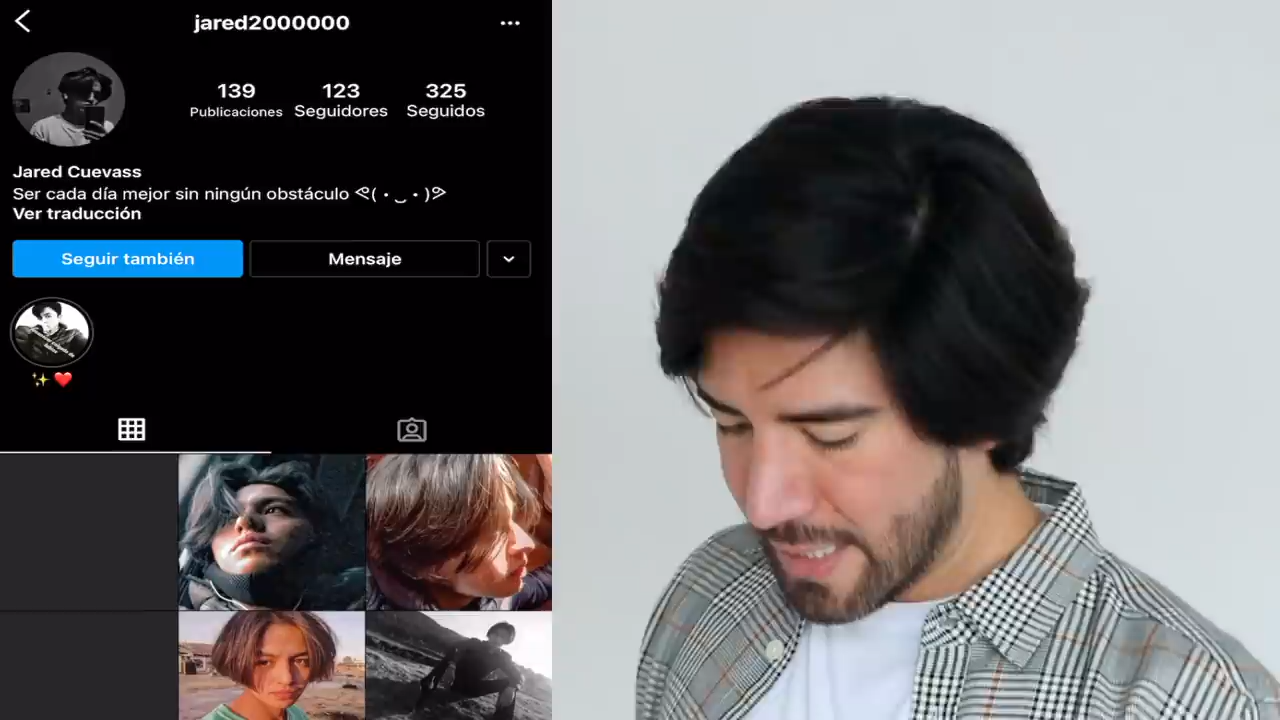 jared2000000
139 123 325
Publicaciones Seguidores Seguidos
Jared Cuevass
Ser cada día mejor sin ningún obstáculo ᕙ( • ‿ • )ᕗ
Ver traducción
Seguir también Mensaje